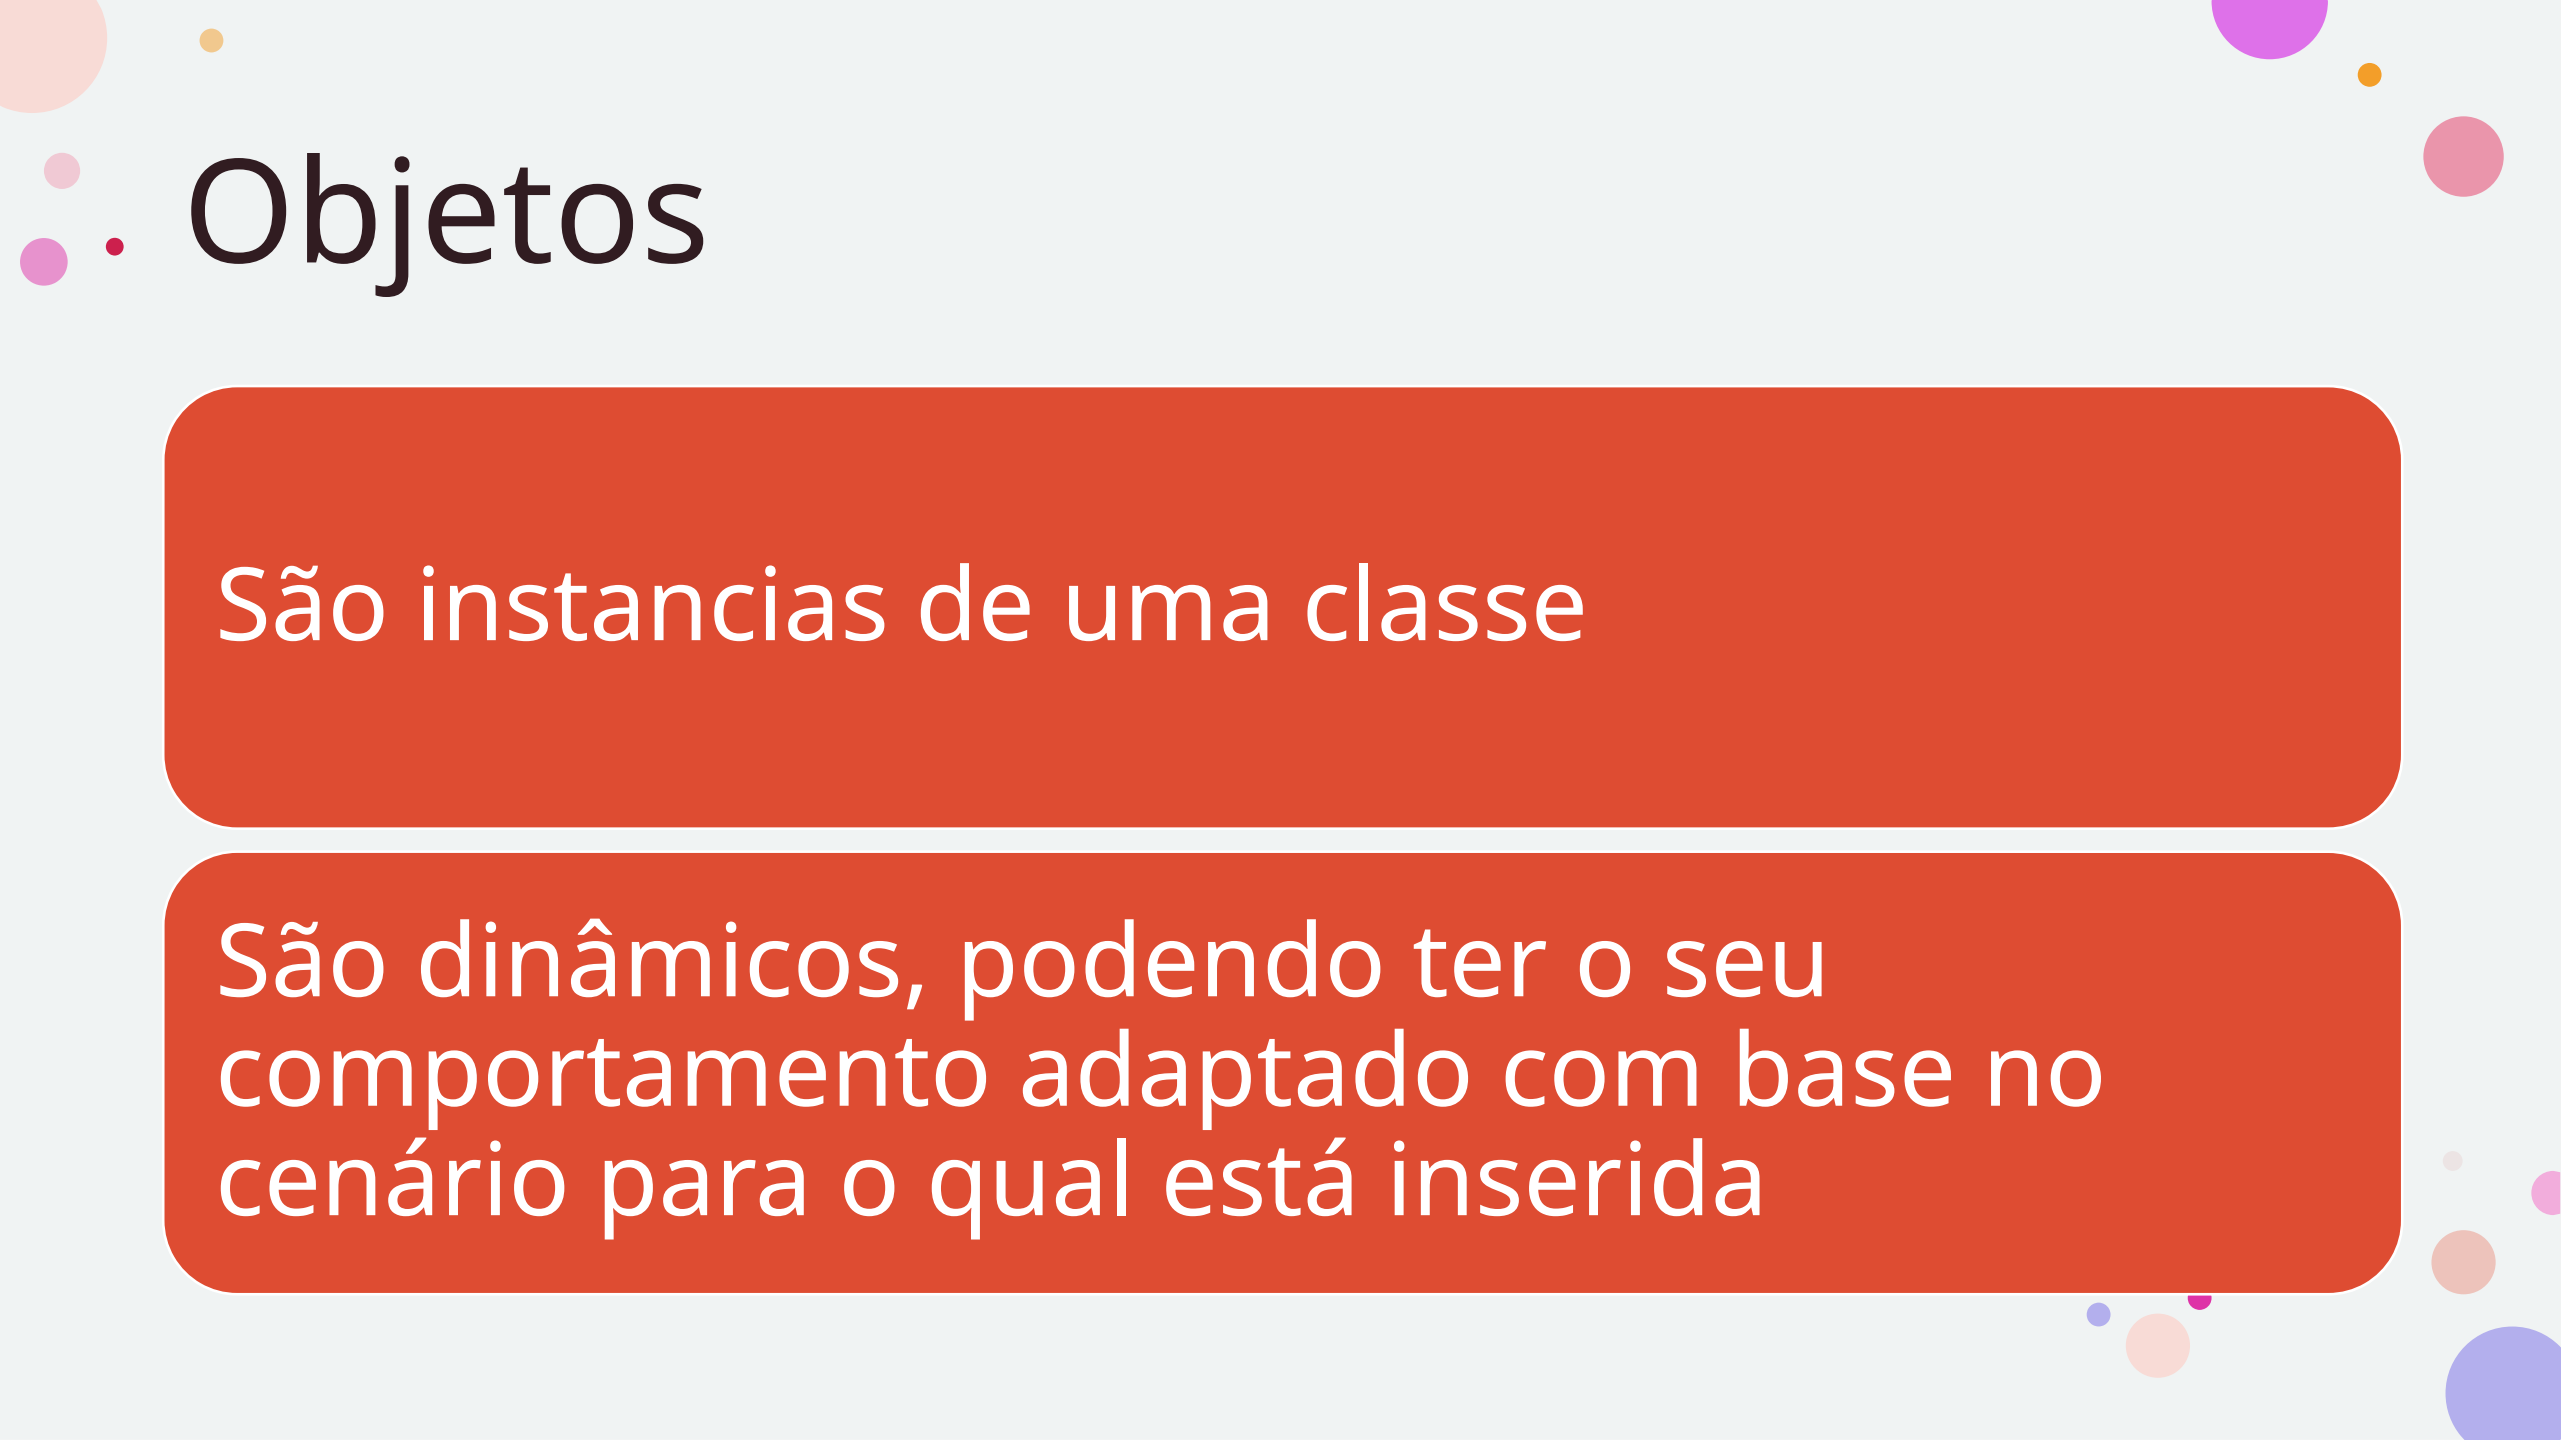 Objetos
São instancias de uma classe
São dinâmicos, podendo ter o seu
comportamento adaptado com base no
cenário para o qual está inserida